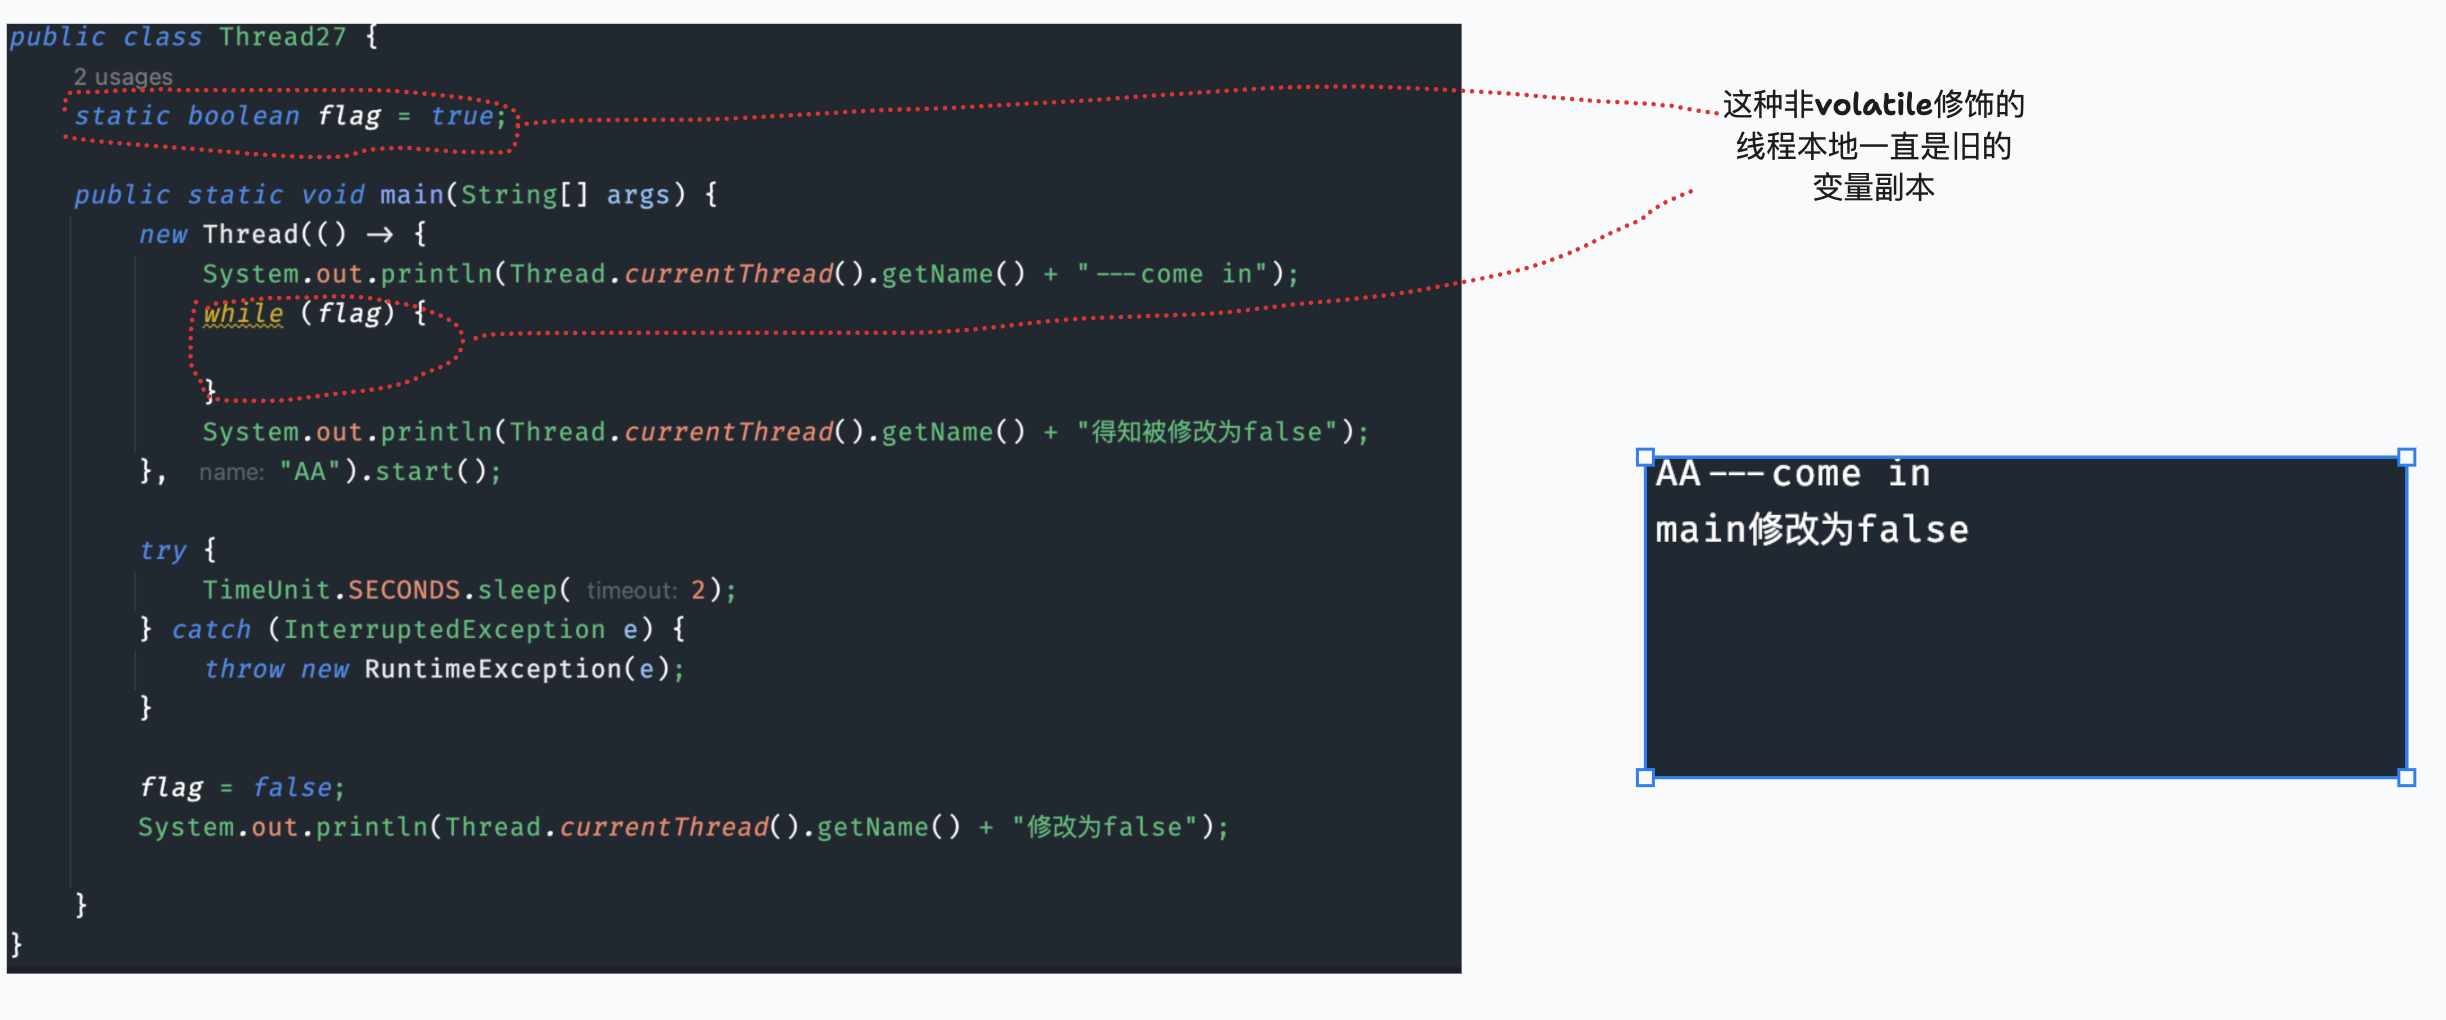 public class Thread27 {
2 usages
static boolean flag = true;
public static void main(String[] args) {
new Thread(() → {
System.out.println(Thread.currentThread().getName() + "---come in");
while (flag) {
}
System.out.println(Thread.currentThread().getName() + "得知被修改为false");
}, name: "AA").start();
try {
TimeUnit.SECONDS.sleep( timeout: 2);
} catch (InterruptedException e) {
throw new RuntimeException(e);
}
flag = false;
System.out.println(Thread.currentThread().getName() + "修改为false");
}
}
这种非volatile修饰的
线程本地一直是旧的
变量副本
AA---come in
main修改为false